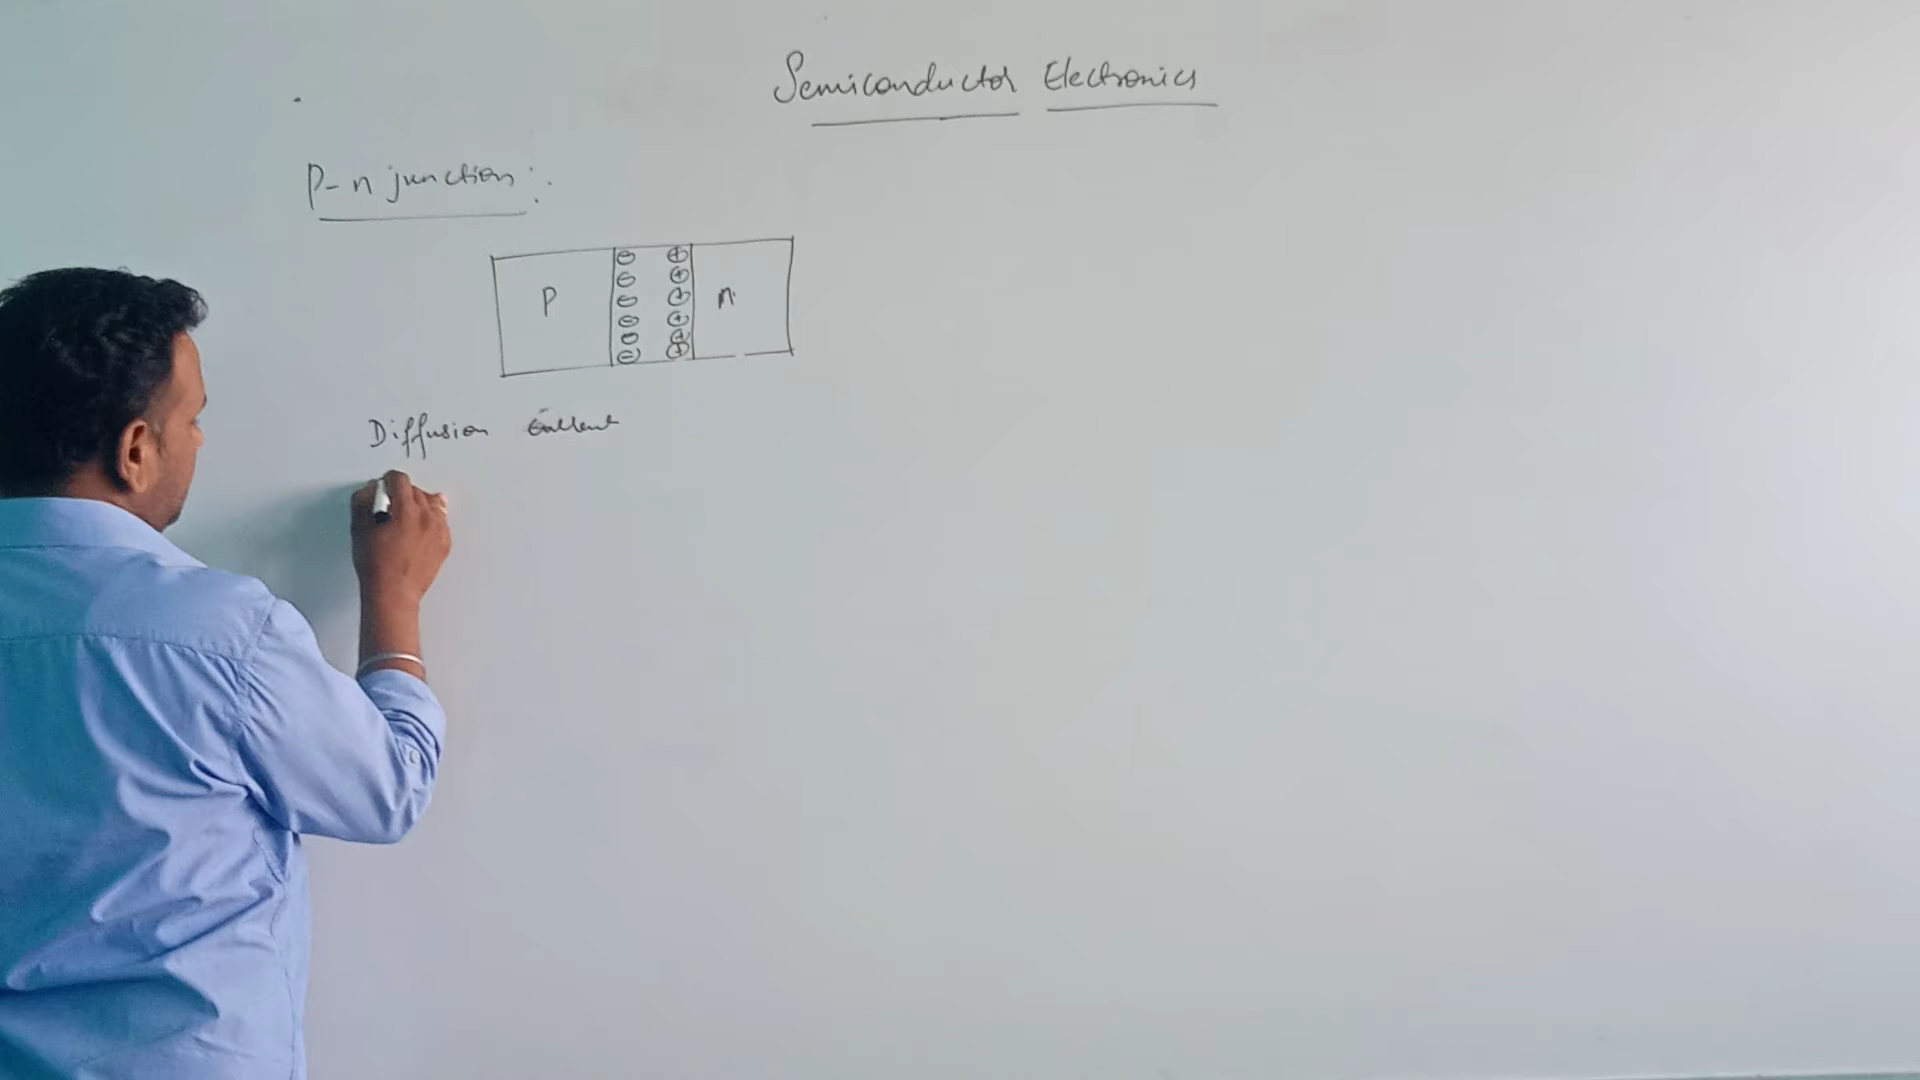 Semiconductor Electronics
P-n junction :.
P n
Diffusion current